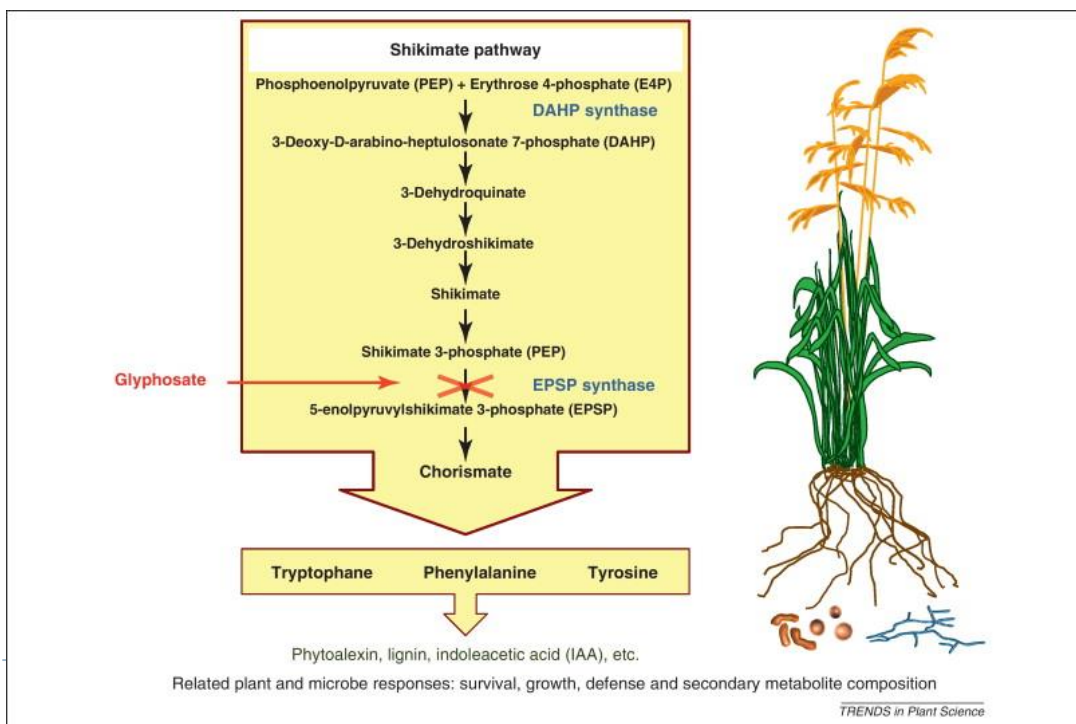 Shikimate pathway
Phosphoenolpyruvate (PEP) + Erythrose 4-phosphate (E4P)
DAHP synthase
3-Deoxy-D-arabino-heptulosonate 7-phosphate (DAHP)
3-Dehydroquinate
3-Dehydroshikimate
Shikimate
Shikimate 3-phosphate (PEP)
Glyphosate
EPSP synthase
5-enolpyruvylshikimate 3-phosphate (EPSP)
Chorismate
Tryptophane Phenylalanine Tyrosine
Phytoalexin, lignin, indoleacetic acid (IAA), etc.
Related plant and microbe responses: survival, growth, defense and secondary metabolite composition
TRENDS in Plant Science